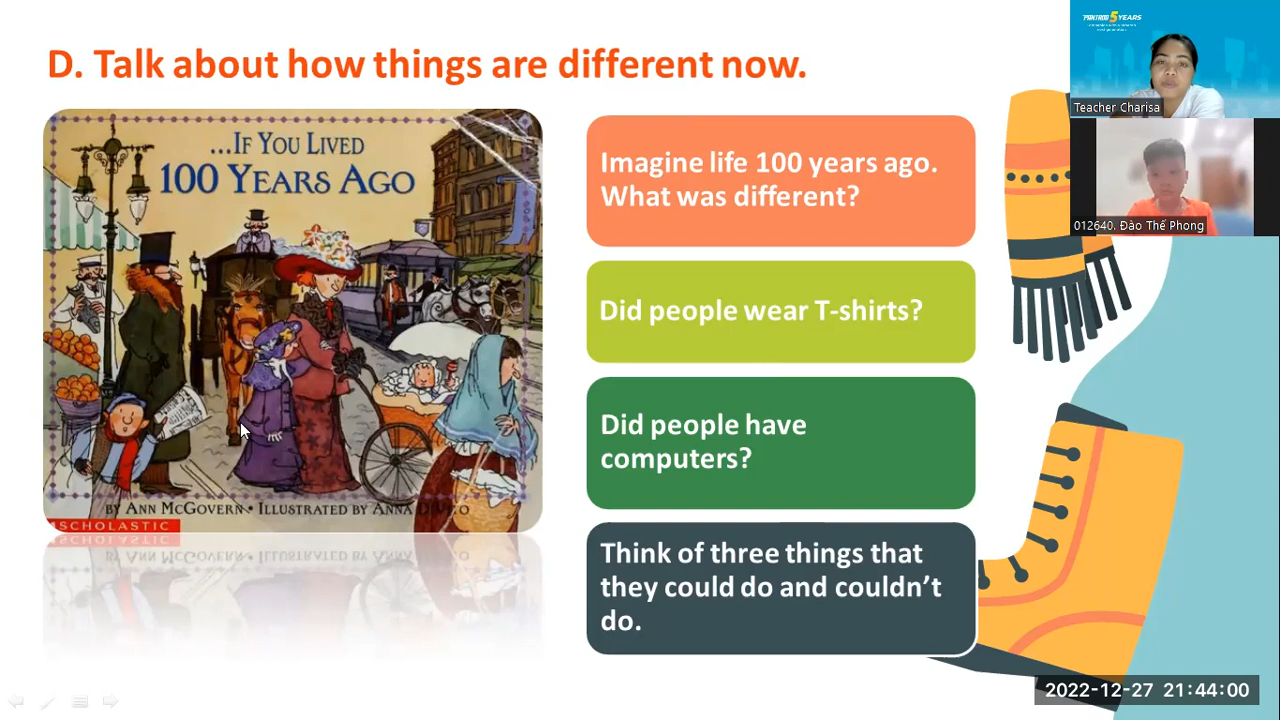 D. Talk about how things are different now.
...IF YOU LIVED
100 YEARS AGO
BY ANN MCGOVERN • ILLUSTRATED BY ANNA
SCHOLASTIC
Imagine life 100 years ago.
What was different?
Did people wear T-shirts?
Did people have
computers?
Think of three things that
they could do and couldn't
do.
5 YEARS
Teacher Charisa
012640. Đào Thế Phong
2022-12-27 21:44:00